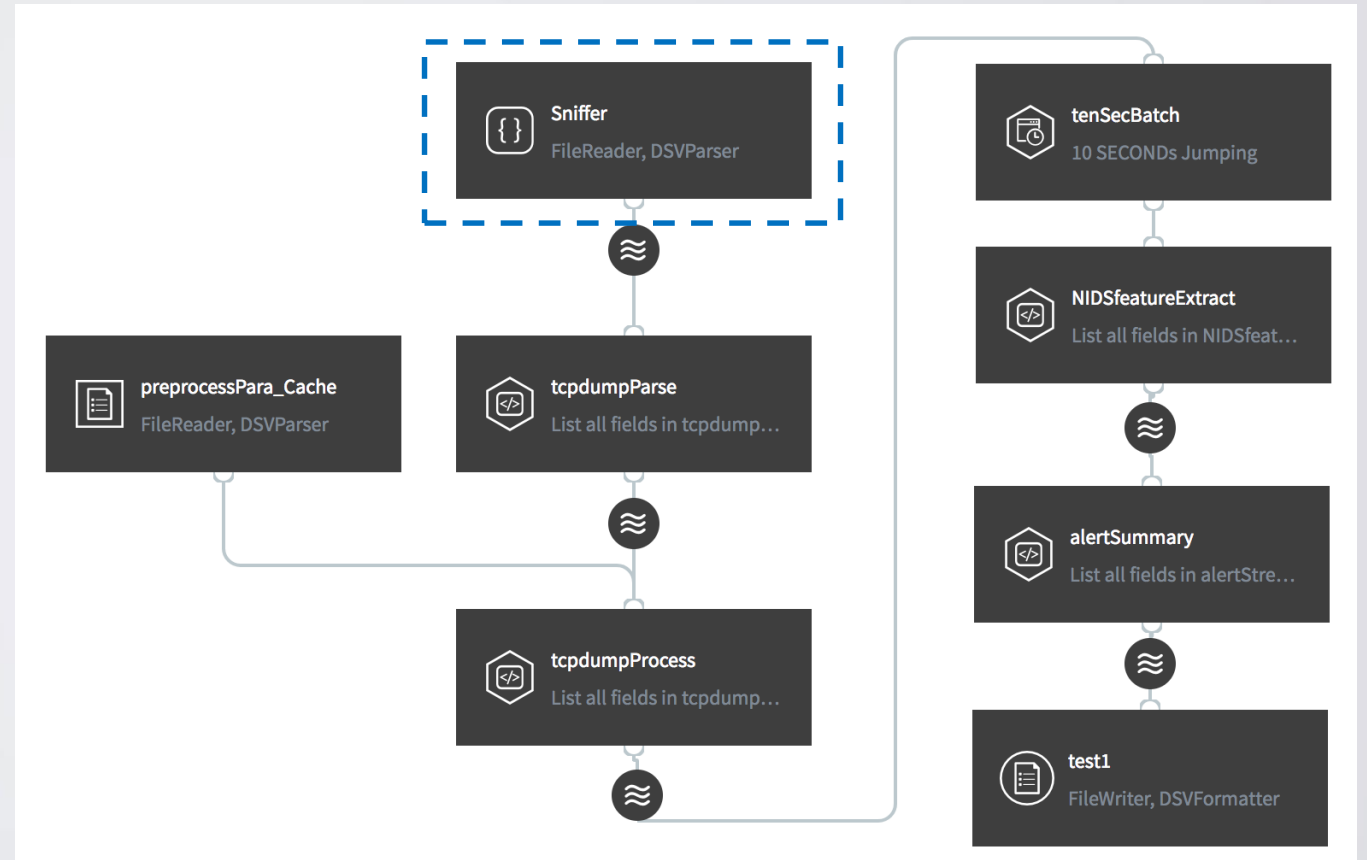 Sniffer
FileReader, DSVParser
preprocessPara_Cache
FileReader, DSVParser
tcpdumpParse
List all fields in tcpdump...
tcpdumpProcess
List all fields in tcpdump...
tenSecBatch
10 SECONDs Jumping
NIDSfeatureExtract
List all fields in NIDSfeat...
alertSummary
List all fields in alertStre...
test1
FileWriter, DSVFormatter